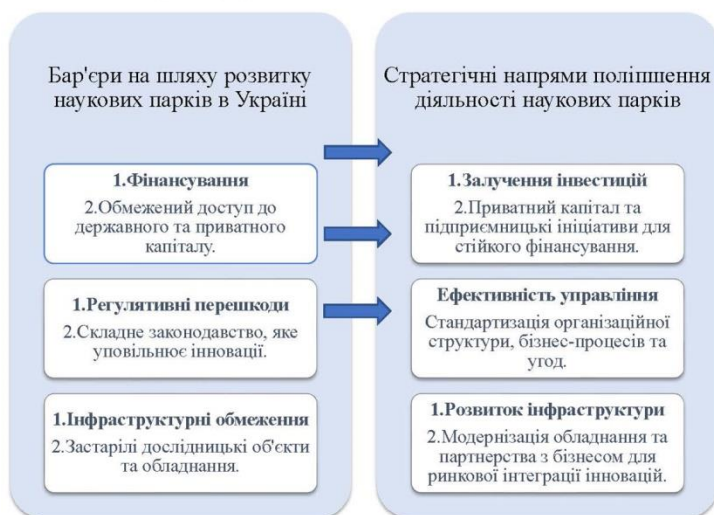 Бар'єри на шляху розвитку
наукових парків в Україні
1.Фінансування
2.Обмежений доступ до
державного та приватного
капіталу.
1.Регулятивні перешкоди
2.Складне законодавство, яке
уповільнює інновації.
1.Інфраструктурні обмеження
2.Застарілі дослідницькі об'єкти
та обладнання.
Стратегічні напрями поліпшення
діяльності наукових парків
1.Залучення інвестицій
2.Приватний капітал та
підприємницькі ініціативи для
стійкого фінансування.
Ефективність управління
Стандартизація організаційної
структури, бізнес-процесів та
угод.
1.Розвиток інфраструктури
2.Модернізація обладнання та
партнерства з бізнесом для
ринкової інтеграції інновацій.